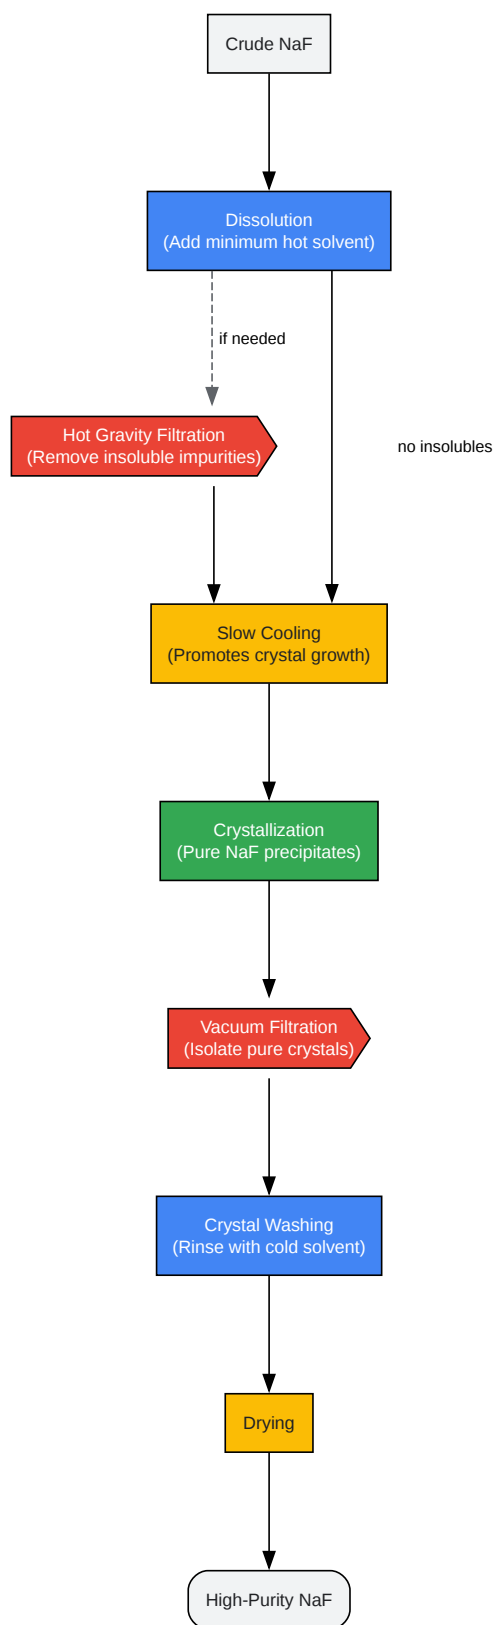 Crude NaF
Dissolution
(Add minimum hot solvent)
if needed
Hot Gravity Filtration
(Remove insoluble impurities)
no insolubles
Slow Cooling
(Promotes crystal growth)
Crystallization
(Pure NaF precipitates)
Vacuum Filtration
(Isolate pure crystals)
Crystal Washing
(Rinse with cold solvent)
Drying
High-Purity NaF